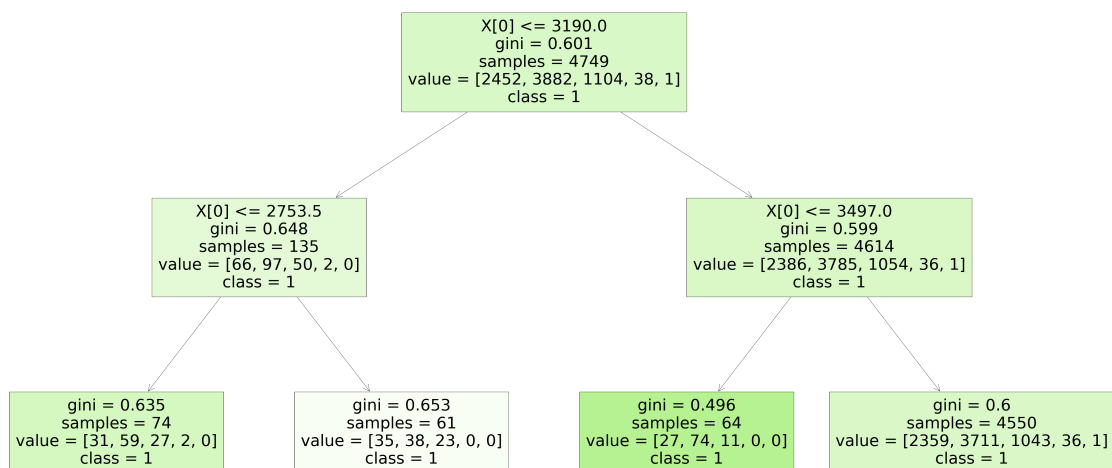 X[0] <= 3190.0
gini = 0.601
samples = 4749
value = [2452, 3882, 1104, 38, 1]
class = 1
X[0] <= 2753.5
gini = 0.648
samples = 135
value = [66, 97, 50, 2, 0]
class = 1
X[0] <= 3497.0
gini = 0.599
samples = 4614
value = [2386, 3785, 1054, 36, 1]
class = 1
gini = 0.635
samples = 74
value = [31, 59, 27, 2, 0]
class = 1
gini = 0.653
samples = 61
value = [35, 38, 23, 0, 0]
class = 1
gini = 0.496
samples = 64
value = [27, 74, 11, 0, 0]
class = 1
gini = 0.6
samples = 4550
value = [2359, 3711, 1043, 36, 1]
class = 1